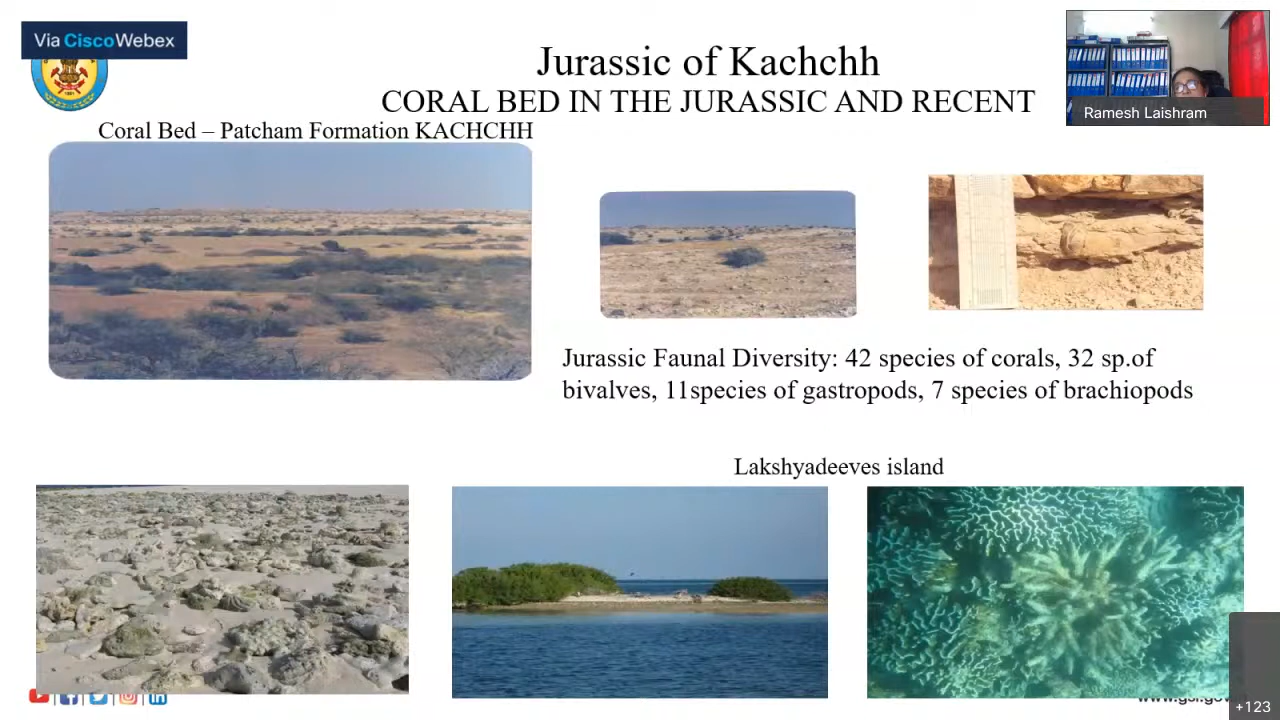 Via CiscoWebex
Jurassic of Kachchh
CORAL BED IN THE JURASSIC AND RECENT
Ramesh Laishram
Coral Bed – Patcham Formation KACHCHH
Jurassic Faunal Diversity: 42 species of corals, 32 sp.of
bivalves, 11species of gastropods, 7 species of brachiopods
Lakshyadeeves island
+123